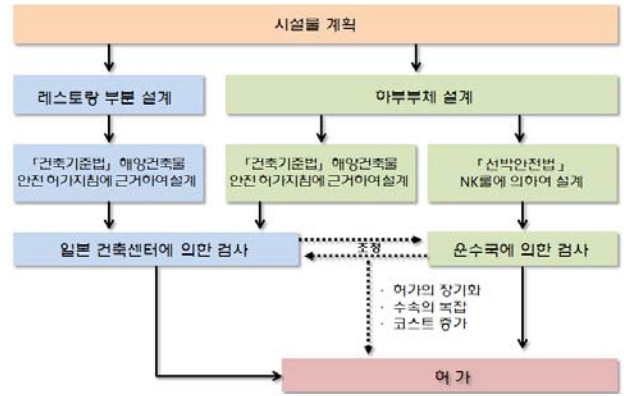 시설물 계획
레스토랑 부분 설계
하부부체 설계
「건축기준법」 해양건축물
안전 허가지침에 근거하여 설계
「건축기준법」 해양건축물
안전 허가지침에 근거하여 설계
「선박안전법」
NK룰에 의하여 설계
일본 건축센터에 의한 검사
조정
운수국에 의한 검사
· 허가의 장기화
· 수속의 복잡
· 코스트 증가
허 가